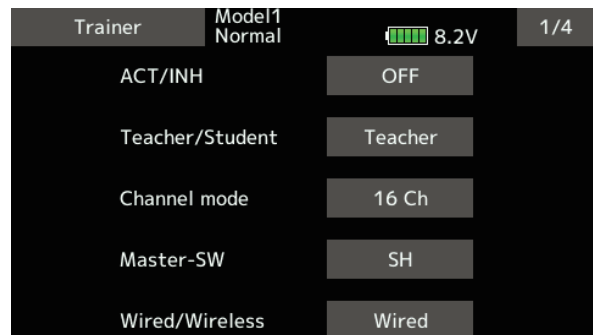 Trainer Model1 1/4
Normal 8.2V
ACT/INH OFF
Teacher/Student Teacher
Channel mode 16 Ch
Master-SW SH
Wired/Wireless Wired